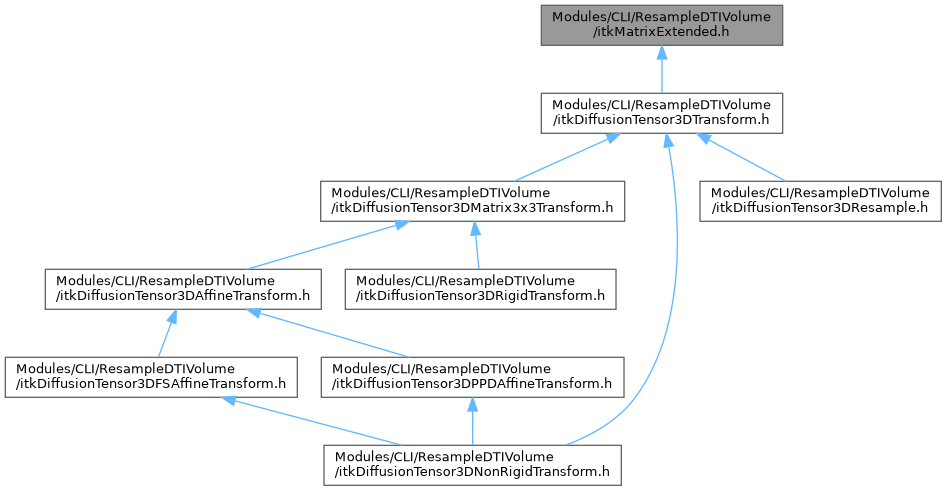 Modules/CLI/ResampleDTIVolume
/itkMatrixExtended.h
Modules/CLI/ResampleDTIVolume
/itkDiffusionTensor3DTransform.h
Modules/CLI/ResampleDTIVolume
/itkDiffusionTensor3DMatrix3x3Transform.h
Modules/CLI/ResampleDTIVolume
/itkDiffusionTensor3DResample.h
Modules/CLI/ResampleDTIVolume
/itkDiffusionTensor3DAffineTransform.h
Modules/CLI/ResampleDTIVolume
/itkDiffusionTensor3DRigidTransform.h
Modules/CLI/ResampleDTIVolume
/itkDiffusionTensor3DFSAffineTransform.h
Modules/CLI/ResampleDTIVolume
/itkDiffusionTensor3DPPDAffineTransform.h
Modules/CLI/ResampleDTIVolume
/itkDiffusionTensor3DNonRigidTransform.h